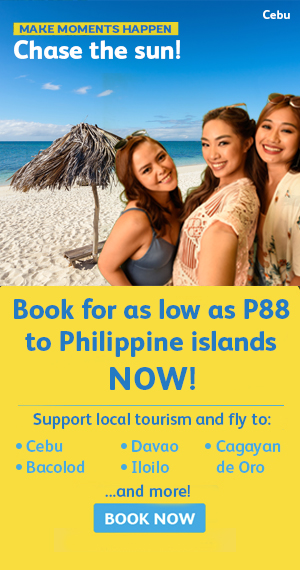 Cebu
MAKE MOMENTS HAPPEN
Chase the sun!
Book for as low as P88
to Philippine islands
NOW!
Support local tourism and fly to:
• Cebu
• Bacolod
• Davao
• Iloilo
• Cagayan
de Oro
...and more!
BOOK NOW